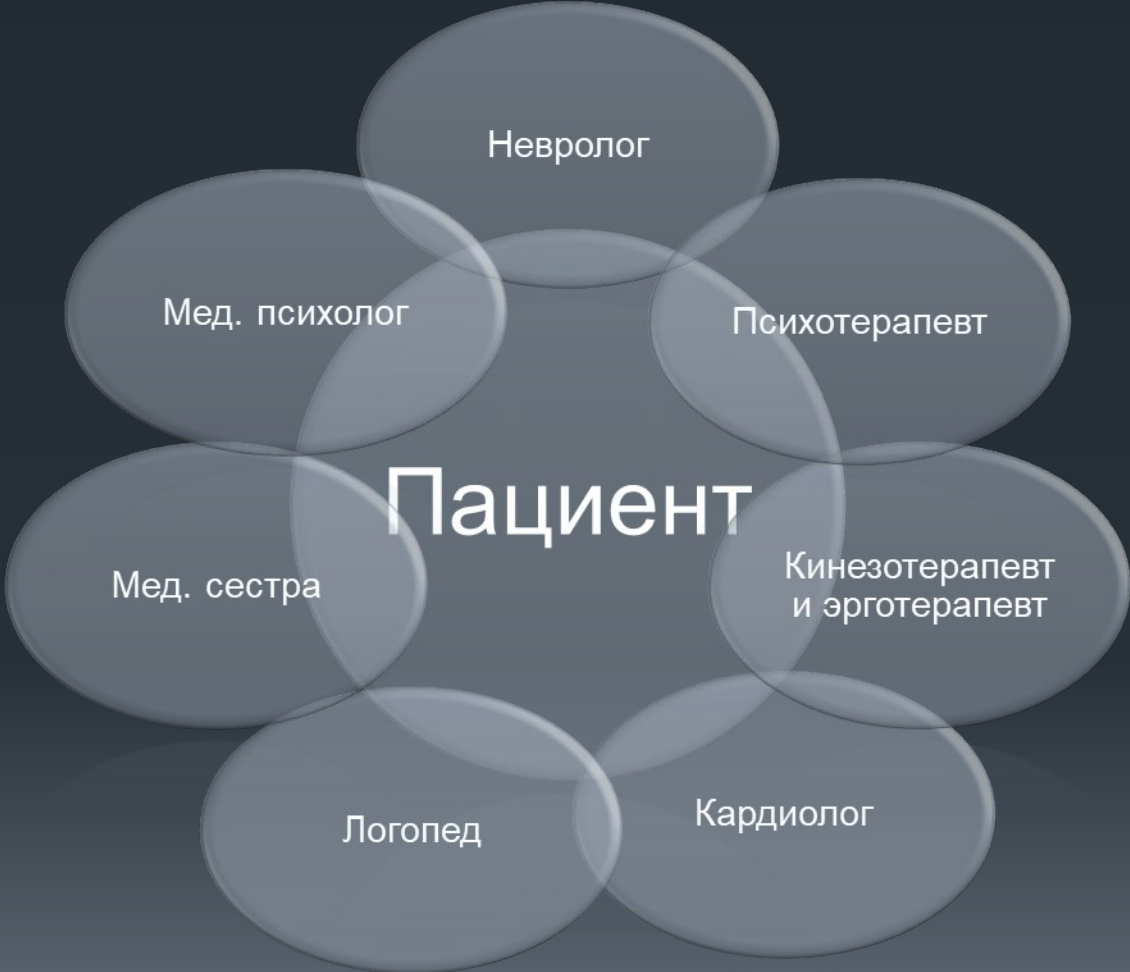 Невролог
Мед. психолог
Психотерапевт
Пациент
Кинезотерапевт
и эрготерапевт
Мед. сестра
Кардиолог
Логопед